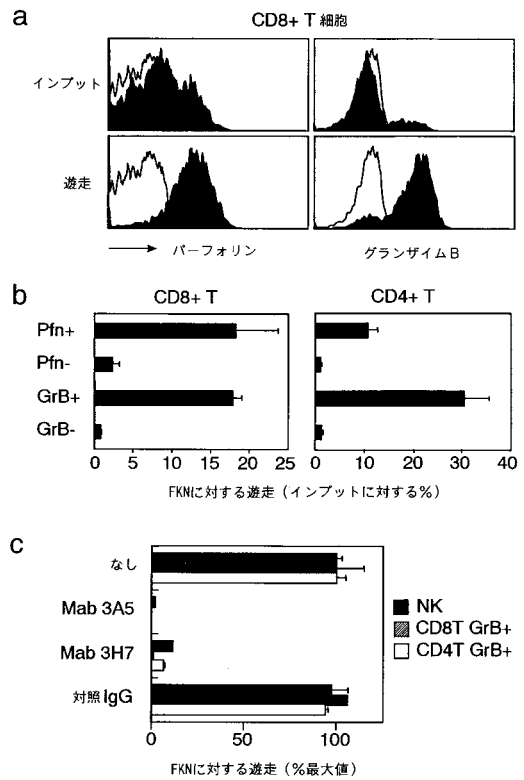 a
CD8+ T 細胞
インプット
遊走
パーフォリン
グランザイムB
b
CD8+ T
CD4+ T
Pfn+
Pfn-
GrB+
GrB-
0 5 10 15 20 25
0 10 20 30 40
FKNに対する遊走（インプットに対する%）
c
なし
Mab 3A5
Mab 3H7
対照 IgG
0 50 100
FKNに対する遊走（%最大値）
NK
CD8T GrB+
CD4T GrB+